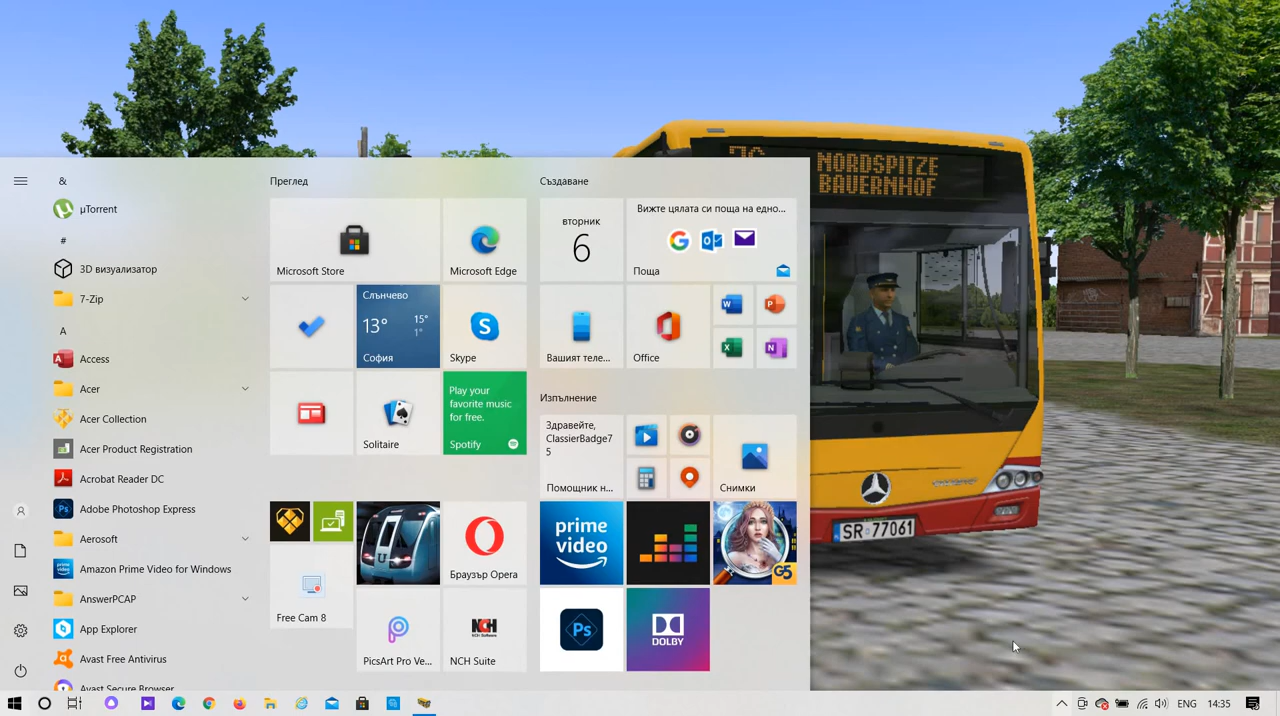 NORDSPITZE
BAUERNHOF
SR 77061
&
µTorrent
#
3D визуализатор
7-Zip
A
Access
Acer
Acer Collection
Acer Product Registration
Acrobat Reader DC
Adobe Photoshop Express
Aerosoft
Amazon Prime Video for Windows
AnswerPCAP
App Explorer
Avast Free Antivirus
Avast Secure Browser
Преглед
Microsoft Store
Microsoft Edge
Слънчево
13°
15°
1°
София
Skype
Solitaire
Play your
favorite music
for free.
Spotify
Браузър Opera
Free Cam 8
PicsArt Pro Ve...
NCH
NCH Suite
Създаване
вторник
6
Вижте цялата си поща на едно...
Поща
Вашият теле...
Office
Изпълнение
Здравейте,
ClassierBadge7
5
Помощник н...
Снимки
prime
video
G5
Ps
DOLBY
ENG
14:35